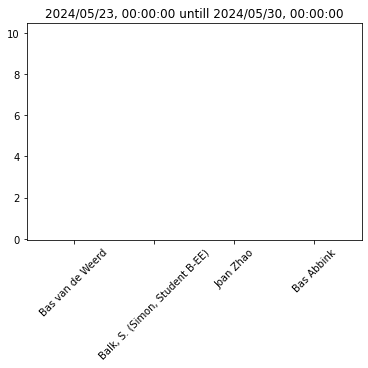 2024/05/23, 00:00:00 untill 2024/05/30, 00:00:00
10
8
6
4
2
0
Bas van de Weerd
Balk, S. (Simon, Student B-EE)
Joan Zhao
Bas Abbink